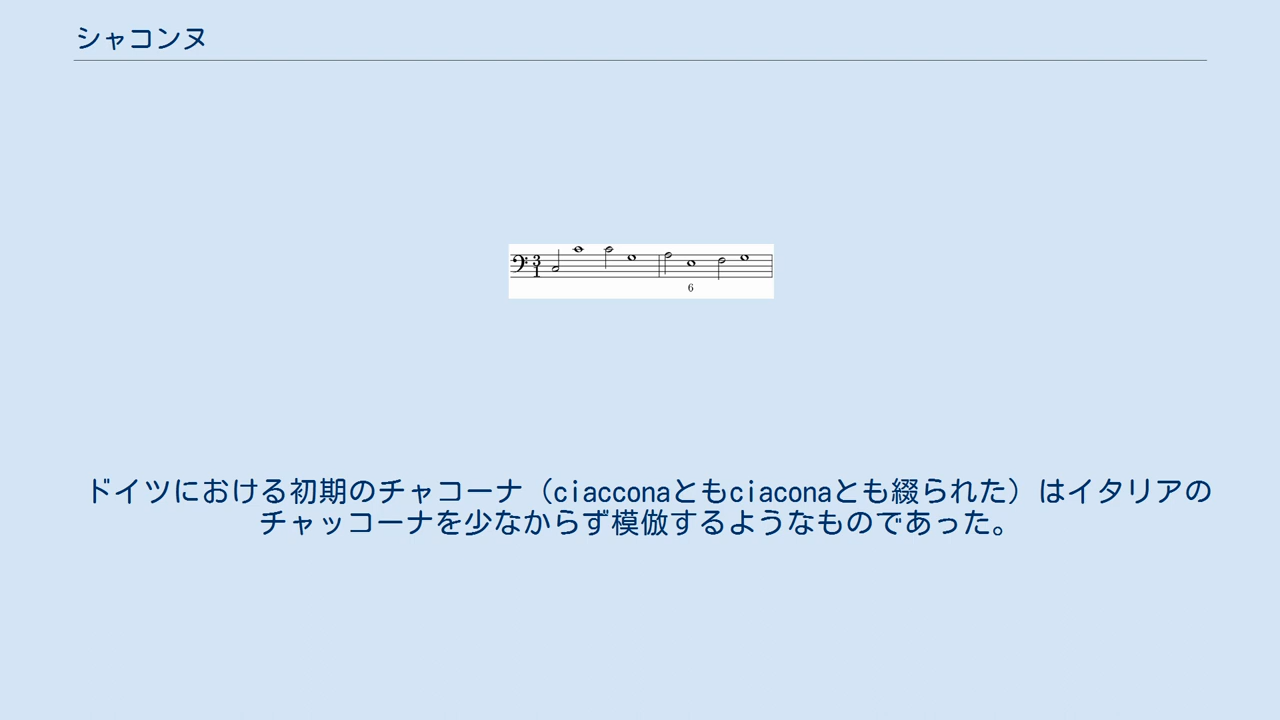 シャコンヌ
3
1
6
ドイツにおける初期のチャコーナ（ciacconaともciaconaとも綴られた）はイタリアの
チャッコーナを少なからず模倣するようなものであった。